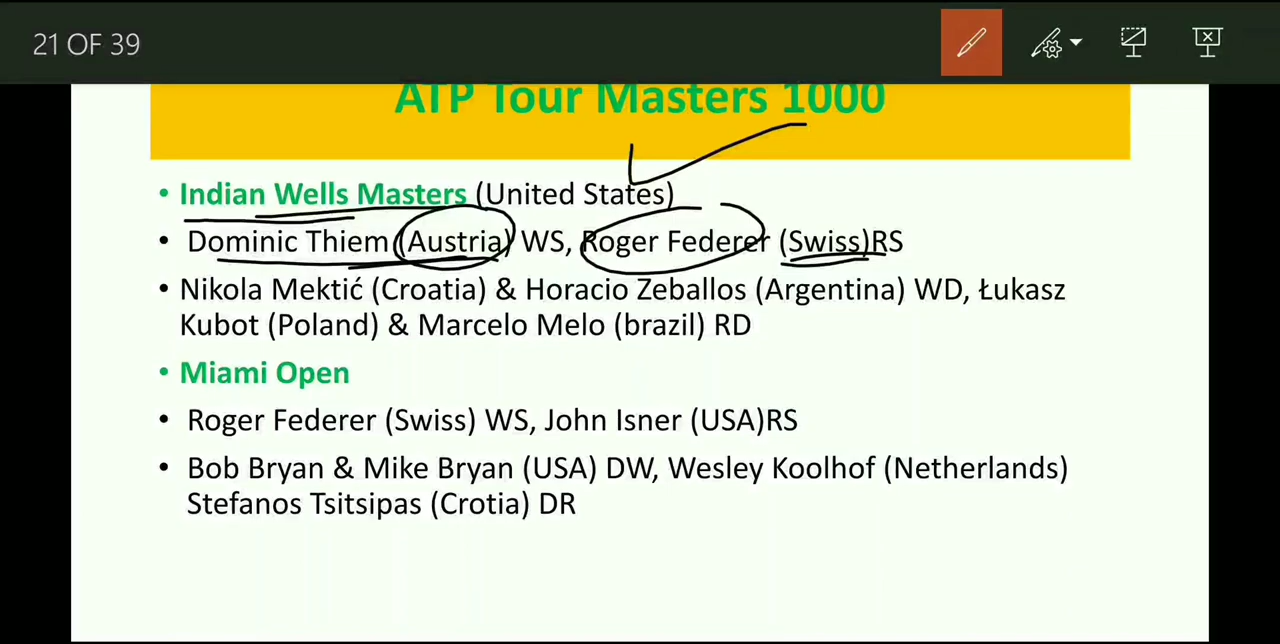 21 OF 39
ATP Tour Masters 1000
• Indian Wells Masters (United States)
• Dominic Thiem (Austria) WS, Roger Federer (Swiss)RS
• Nikola Mektić (Croatia) & Horacio Zeballos (Argentina) WD, Łukasz
Kubot (Poland) & Marcelo Melo (brazil) RD
• Miami Open
• Roger Federer (Swiss) WS, John Isner (USA)RS
• Bob Bryan & Mike Bryan (USA) DW, Wesley Koolhof (Netherlands)
Stefanos Tsitsipas (Crotia) DR